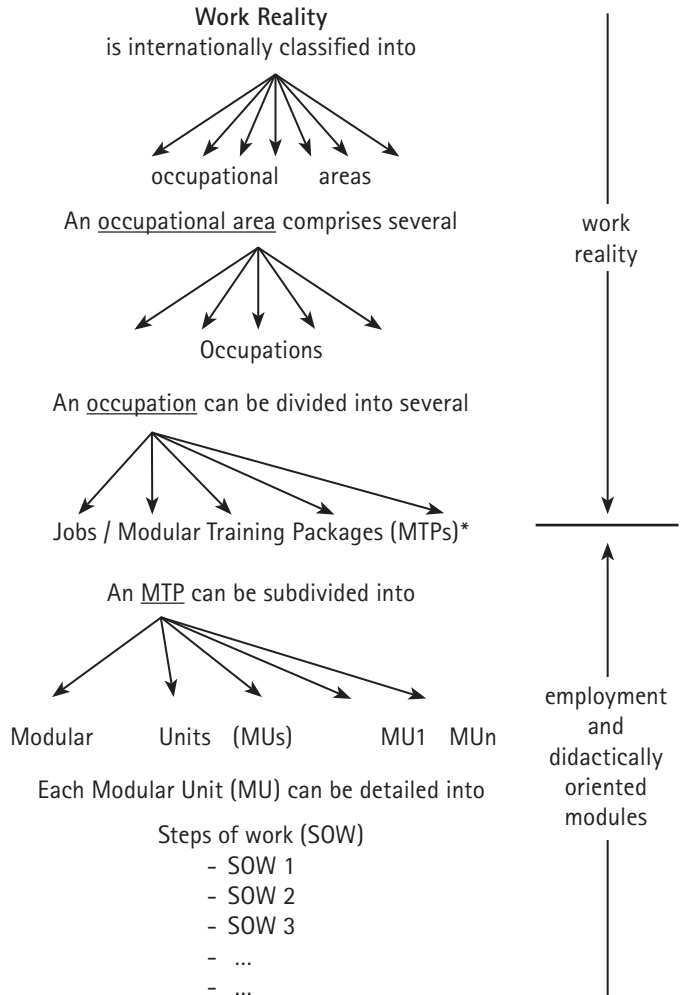 Work Reality
is internationally classified into
occupational areas
An occupational area comprises several
work
reality
Occupations
An occupation can be divided into several
Jobs / Modular Training Packages (MTPs)*
An MTP can be subdivided into
Modular Units (MUs) MU1 MUn
employment
and
didactically
oriented
modules
Each Modular Unit (MU) can be detailed into
Steps of work (SOW)
- SOW 1
- SOW 2
- SOW 3
- ...
- ...